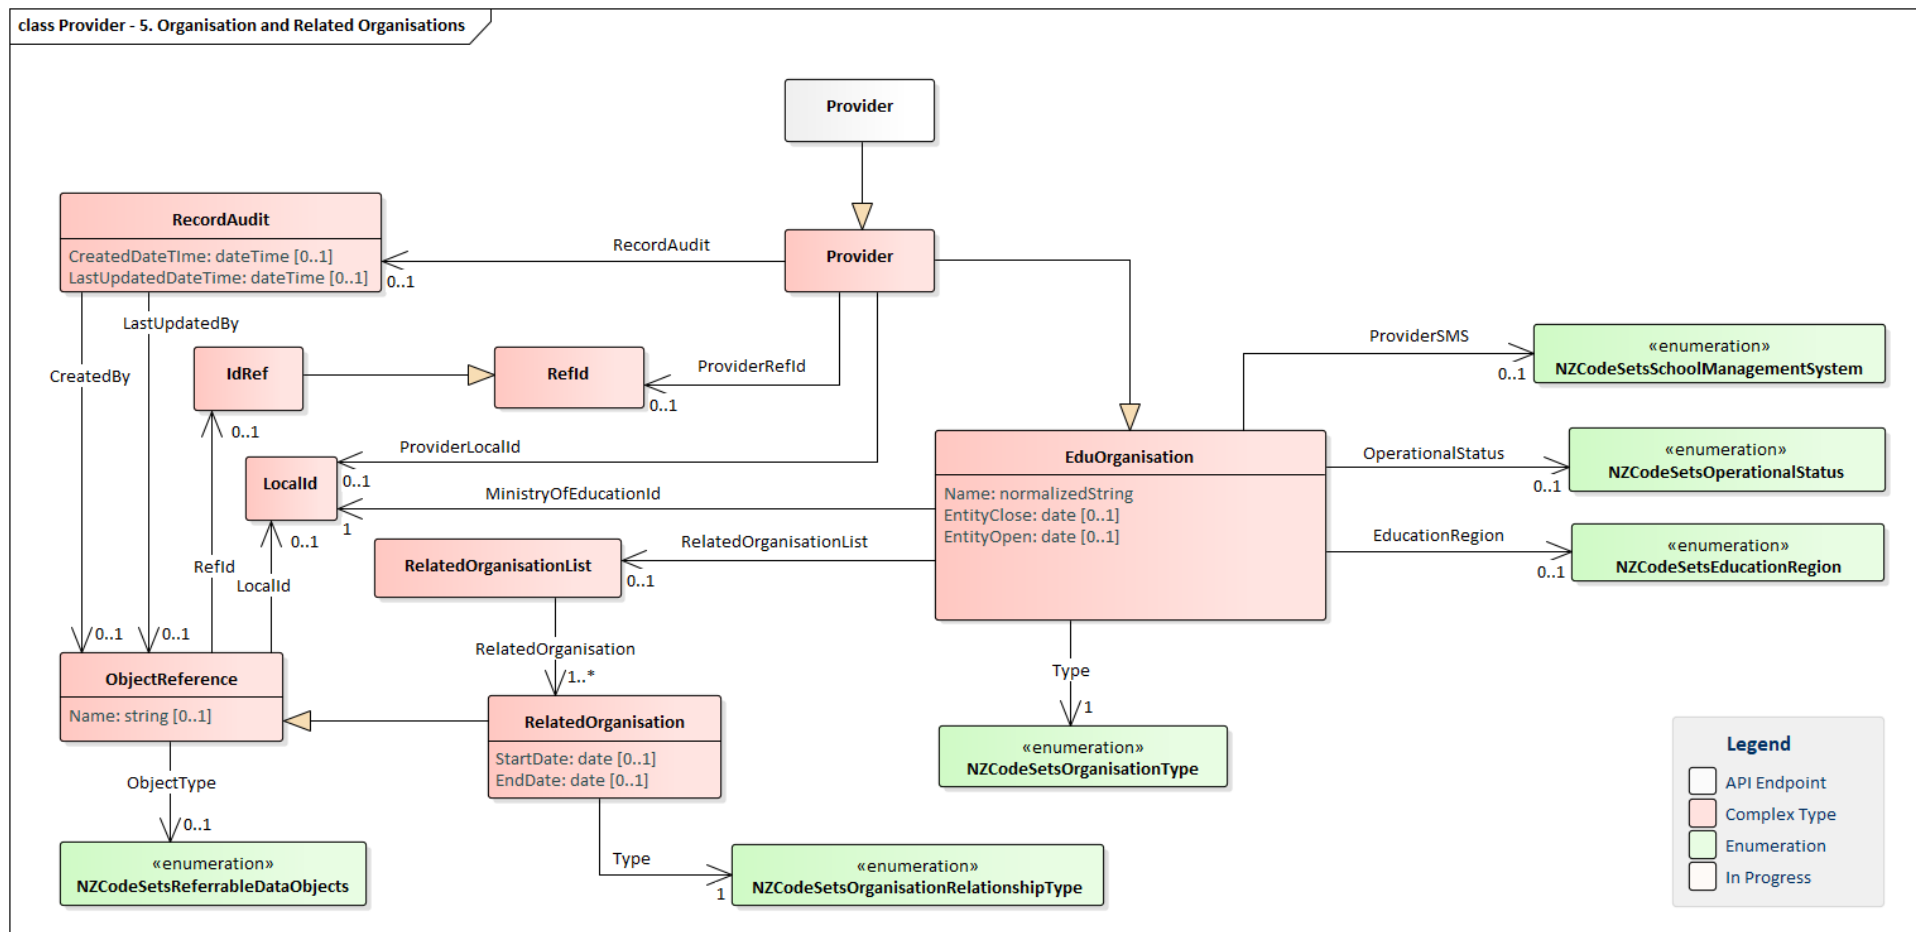 class Provider - 5. Organisation and Related Organisations
Provider
RecordAudit
CreatedDateTIme: dateTime [0..1]
LastUpdatedDateTime: dateTime [0..1]
RecordAudit
0..1
Provider
LastUpdatedBy
CreatedBy
IdRef
RefId
ProviderRefId
0..1
0..1
ProviderSMS
0..1
«enumeration»
NZCodeSetsSchoolManagementSystem
ProviderLocalId
0..1
LocalId
MinistryOfEducationId
1
0..1
EduOrganisation
Name: normalizedString
EntityClose: date [0..1]
EntityOpen: date [0..1]
OperationalStatus
0..1
«enumeration»
NZCodeSetsOperationalStatus
EducationRegion
0..1
«enumeration»
NZCodeSetsEducationRegion
RefId
LocalId
RelatedOrganisationList
RelatedOrganisationList
0..1
0..1
0..1
RelatedOrganisation
1..*
Type
1
ObjectReference
Name: string [0..1]
RelatedOrganisation
StartDate: date [0..1]
EndDate: date [0..1]
«enumeration»
NZCodeSetsOrganisationType
ObjectType
0..1
«enumeration»
NZCodeSetsReferrableDataObjects
Type
1
«enumeration»
NZCodeSetsOrganisationRelationshipType
Legend
API Endpoint
Complex Type
Enumeration
In Progress